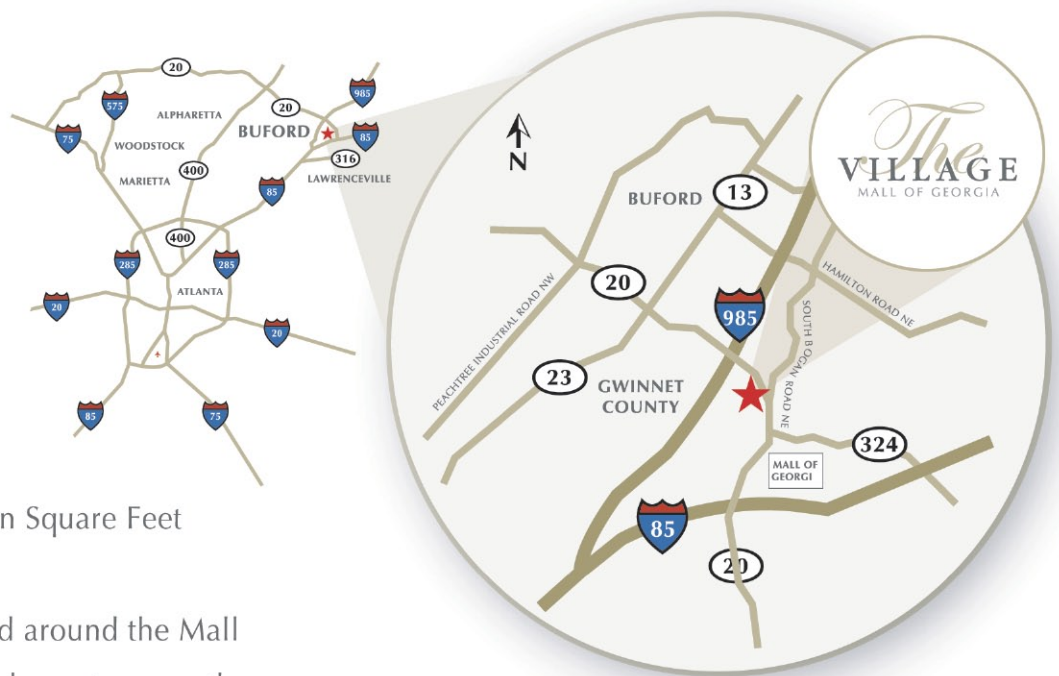 20
575
985
ALPHARETTA
20
BUFORD
75
85
WOODSTOCK
316
MARIETTA
400
LAWRENCEVILLE
85
400
285
285
ATLANTA
20
20
85
75
n Square Feet
d around the Mall
N
The
VILLAGE
MALL OF GEORGIA
BUFORD
13
20
HAMILTON ROAD NE
PEACHTREE INDUSTRIAL ROAD NW
985
SOUTH BOGAN ROAD NE
23
GWINNET
COUNTY
324
MALL OF
GEORGI
85
20